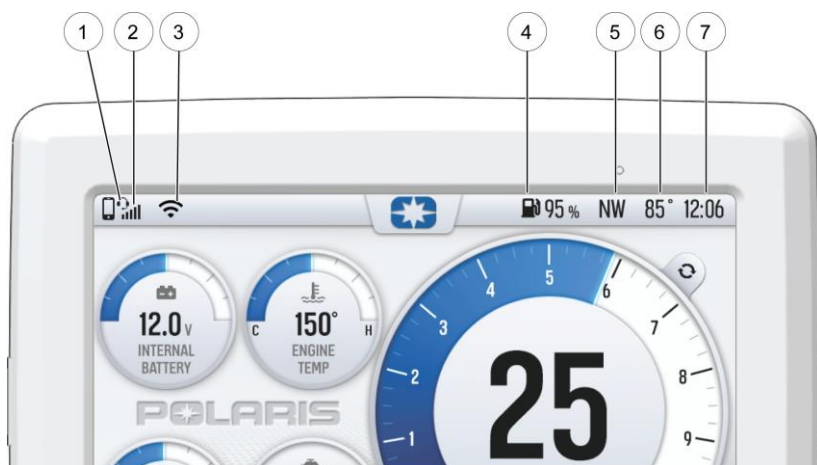 1 2 3 4 5 6 7
95 % NW 85° 12:06
12.0 V
INTERNAL
BATTERY
C 150° H
ENGINE
TEMP
POLARIS
1 2 3 4 5 6 7 8 9
25